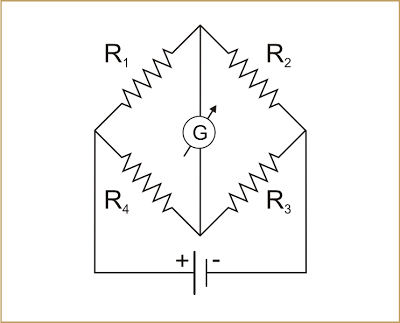 R1 R2
G
R4 R3
+ -